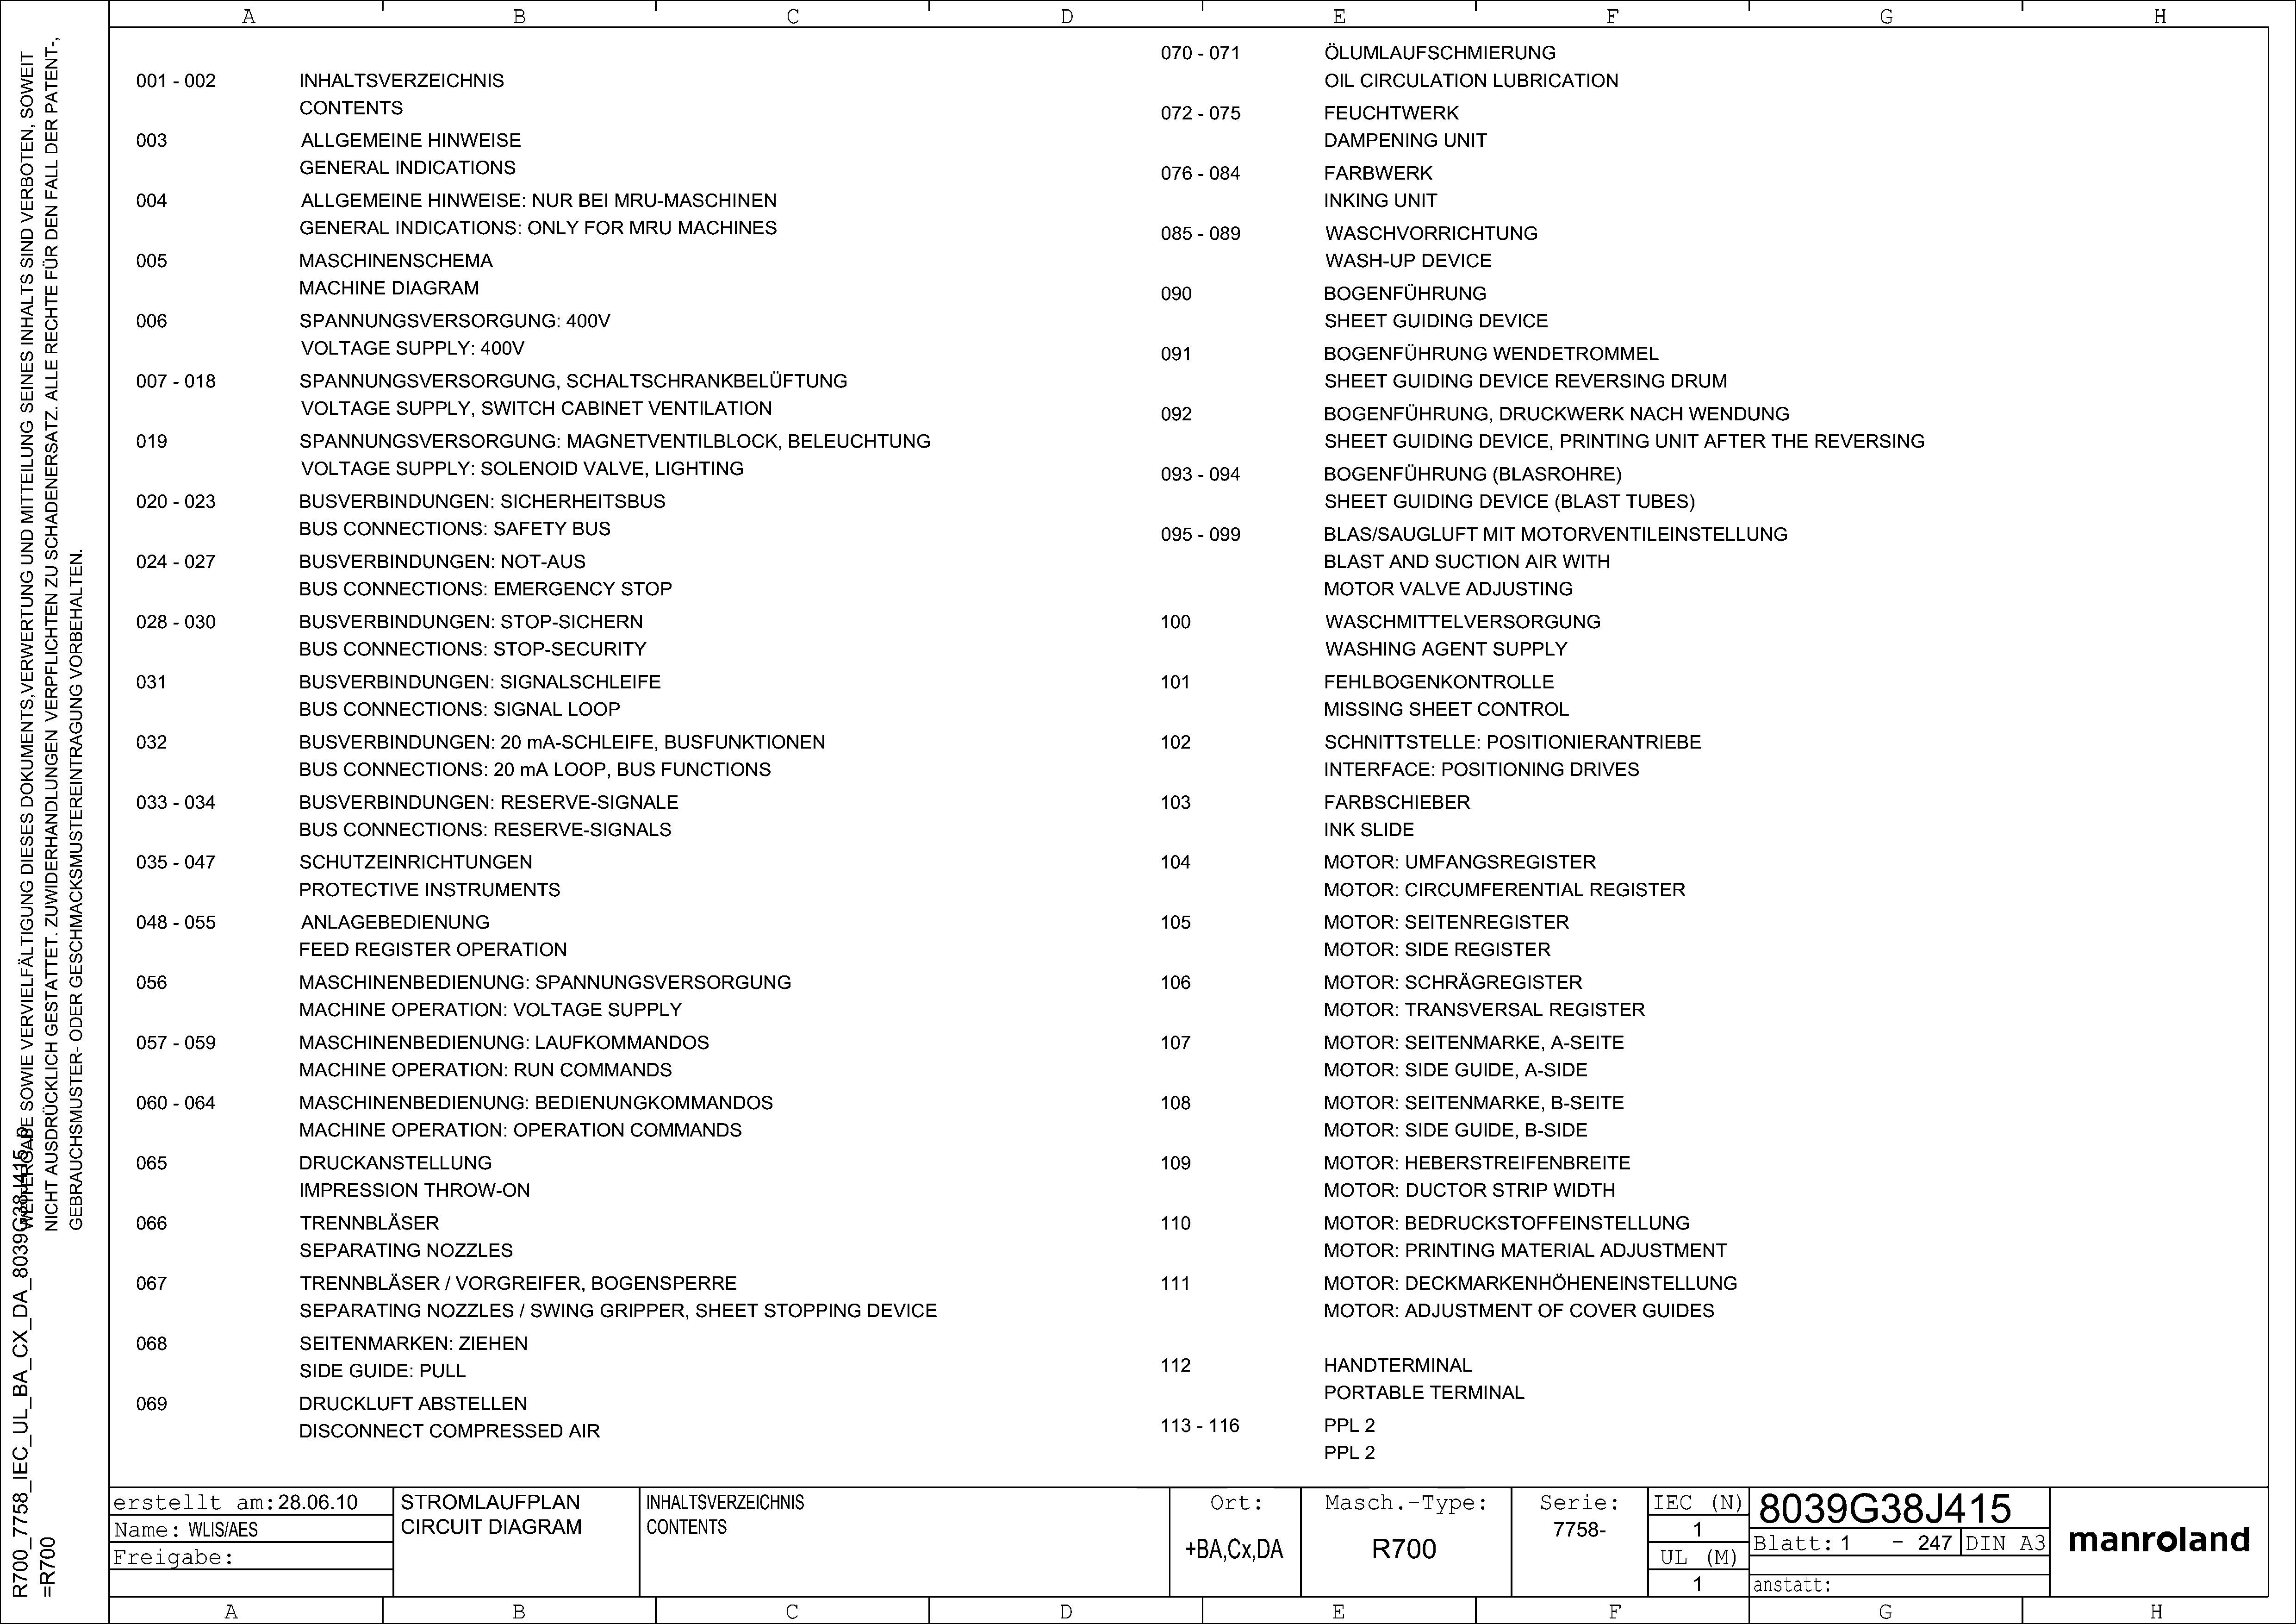 A B C D E F G H
001 - 002 INHALTSVERZEICHNIS
CONTENTS
003 ALLGEMEINE HINWEISE
GENERAL INDICATIONS
004 ALLGEMEINE HINWEISE: NUR BEI MRU-MASCHINEN
GENERAL INDICATIONS: ONLY FOR MRU MACHINES
005 MASCHINENSCHEMA
MACHINE DIAGRAM
006 SPANNUNGSVERSORGUNG: 400V
VOLTAGE SUPPLY: 400V
007 - 018 SPANNUNGSVERSORGUNG, SCHALTSCHRANKBELÜFTUNG
VOLTAGE SUPPLY, SWITCH CABINET VENTILATION
019 SPANNUNGSVERSORGUNG: MAGNETVENTILBLOCK, BELEUCHTUNG
VOLTAGE SUPPLY: SOLENOID VALVE, LIGHTING
020 - 023 BUSVERBINDUNGEN: SICHERHEITSBUS
BUS CONNECTIONS: SAFETY BUS
024 - 027 BUSVERBINDUNGEN: NOT-AUS
BUS CONNECTIONS: EMERGENCY STOP
028 - 030 BUSVERBINDUNGEN: STOP-SICHERN
BUS CONNECTIONS: STOP-SECURITY
031 BUSVERBINDUNGEN: SIGNALSCHLEIFE
BUS CONNECTIONS: SIGNAL LOOP
032 BUSVERBINDUNGEN: 20 mA-SCHLEIFE, BUSFUNKTIONEN
BUS CONNECTIONS: 20 mA LOOP, BUS FUNCTIONS
033 - 034 BUSVERBINDUNGEN: RESERVE-SIGNALE
BUS CONNECTIONS: RESERVE-SIGNALS
035 - 047 SCHUTZEINRICHTUNGEN
PROTECTIVE INSTRUMENTS
048 - 055 ANLAGEBEDIENUNG
FEED REGISTER OPERATION
056 MASCHINENBEDIENUNG: SPANNUNGSVERSORGUNG
MACHINE OPERATION: VOLTAGE SUPPLY
057 - 059 MASCHINENBEDIENUNG: LAUFKOMMANDOS
MACHINE OPERATION: RUN COMMANDS
060 - 064 MASCHINENBEDIENUNG: BEDIENUNGKOMMANDOS
MACHINE OPERATION: OPERATION COMMANDS
065 DRUCKANSTELLUNG
IMPRESSION THROW-ON
066 TRENNBLÄSER
SEPARATING NOZZLES
067 TRENNBLÄSER / VORGREIFER, BOGENSPERRE
SEPARATING NOZZLES / SWING GRIPPER, SHEET STOPPING DEVICE
068 SEITENMARKEN: ZIEHEN
SIDE GUIDE: PULL
069 DRUCKLUFT ABSTELLEN
DISCONNECT COMPRESSED AIR
070 - 071 ÖLUMLAUFSCHMIERUNG
OIL CIRCULATION LUBRICATION
072 - 075 FEUCHTWERK
DAMPENING UNIT
076 - 084 FARBWERK
INKING UNIT
085 - 089 WASCHVORRICHTUNG
WASH-UP DEVICE
090 BOGENFÜHRUNG
SHEET GUIDING DEVICE
091 BOGENFÜHRUNG WENDETROMMEL
SHEET GUIDING DEVICE REVERSING DRUM
092 BOGENFÜHRUNG, DRUCKWERK NACH WENDUNG
SHEET GUIDING DEVICE, PRINTING UNIT AFTER THE REVERSING
093 - 094 BOGENFÜHRUNG (BLASROHRE)
SHEET GUIDING DEVICE (BLAST TUBES)
095 - 099 BLAS/SAUGLUFT MIT MOTORVENTILEINSTELLUNG
BLAST AND SUCTION AIR WITH
MOTOR VALVE ADJUSTING
100 WASCHMITTELVERSORGUNG
WASHING AGENT SUPPLY
101 FEHLBOGENKONTROLLE
MISSING SHEET CONTROL
102 SCHNITTSTELLE: POSITIONIERANTRIEBE
INTERFACE: POSITIONING DRIVES
103 FARBSCHIEBER
INK SLIDE
104 MOTOR: UMFANGSREGISTER
MOTOR: CIRCUMFERENTIAL REGISTER
105 MOTOR: SEITENREGISTER
MOTOR: SIDE REGISTER
106 MOTOR: SCHRÄGREGISTER
MOTOR: TRANSVERSAL REGISTER
107 MOTOR: SEITENMARKE, A-SEITE
MOTOR: SIDE GUIDE, A-SIDE
108 MOTOR: SEITENMARKE, B-SEITE
MOTOR: SIDE GUIDE, B-SIDE
109 MOTOR: HEBERSTREIFENBREITE
MOTOR: DUCTOR STRIP WIDTH
110 MOTOR: BEDRUCKSTOFFEINSTELLUNG
MOTOR: PRINTING MATERIAL ADJUSTMENT
111 MOTOR: DECKMARKENHÖHENEINSTELLUNG
MOTOR: ADJUSTMENT OF COVER GUIDES
112 HANDTERMINAL
PORTABLE TERMINAL
113 - 116 PPL 2
PPL 2
WEITERGABE SOWIE VERVIELFÄLTIGUNG DIESES DOKUMENTS,VERWERTUNG UND MITTEILUNG SEINES INHALTS SIND VERBOTEN, SOWEIT
NICHT AUSDRÜCKLICH GESTATTET. ZUWIDERHANDLUNGEN VERPFLICHTEN ZU SCHADENERSATZ. ALLE RECHTE FÜR DEN FALL DER PATENT-,
GEBRAUCHSMUSTER- ODER GESCHMACKSMUSTEREINTRAGUNG VORBEHALTEN.
R700_7758_IEC_UL_BA_CX_DA_8039G38J415_D
=R700
erstellt am: 28.06.10
Name: WLIS/AES
Freigabe:
STROMLAUFPLAN
CIRCUIT DIAGRAM
INHALTSVERZEICHNIS
CONTENTS
Ort:
+BA,Cx,DA
Masch.-Type:
R700
Serie:
7758-
IEC (N)
1
UL (M)
1
8039G38J415
Blatt: 1 - 247 DIN A3
anstatt:
manroland
A B C D E F G H